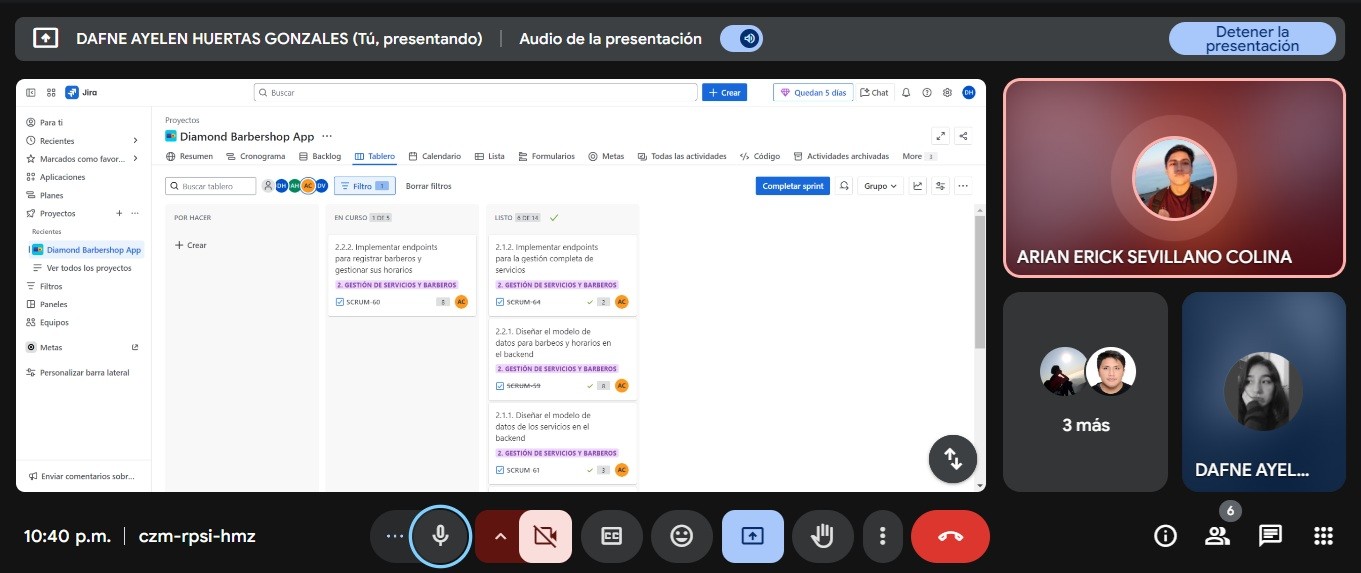 DAFNE AYELEN HUERTAS GONZALES (Tú, presentando)
Audio de la presentación
Detener la
presentación
Jira
Buscar
+ Crear
Quedan 5 días
Chat
DH
Para ti
Recientes
Marcados como favor...
Aplicaciones
Planes
Proyectos
Recientes
Diamond Barbershop App
Ver todos los proyectos
Filtros
Paneles
Equipos
Metas
Personalizar barra lateral
Enviar comentarios sobr...
Proyectos
Diamond Barbershop App
Resumen
Cronograma
Backlog
Tablero
Calendario
Lista
Formularios
Metas
Todas las actividades
Código
Actividades archivadas
More 3
Buscar tablero
DH AH AC DV
Filtro 1
Borrar filtros
Completar sprint
Grupo
POR HACER
+ Crear
EN CURSO 1 DE 5
2.2.2. Implementar endpoints
para registrar barberos y
gestionar sus horarios
2. GESTIÓN DE SERVICIOS Y BARBEROS
SCRUM-60 8 AC
LISTO 6 DE 14
2.1.2. Implementar endpoints
para la gestión completa de
servicios
2. GESTIÓN DE SERVICIOS Y BARBEROS
SCRUM-64 2 AC
2.2.1. Diseñar el modelo de
datos para barbeos y horarios en
el backend
2. GESTIÓN DE SERVICIOS Y BARBEROS
SCRUM-59 8 AC
2.1.1. Diseñar el modelo de
datos de los servicios en el
backend
2. GESTIÓN DE SERVICIOS Y BARBEROS
SCRUM-61 3 AC
ARIAN ERICK SEVILLANO COLINA
3 más
DAFNE AYEL...
10:40 p.m.
czm-rpsi-hmz
CC
6